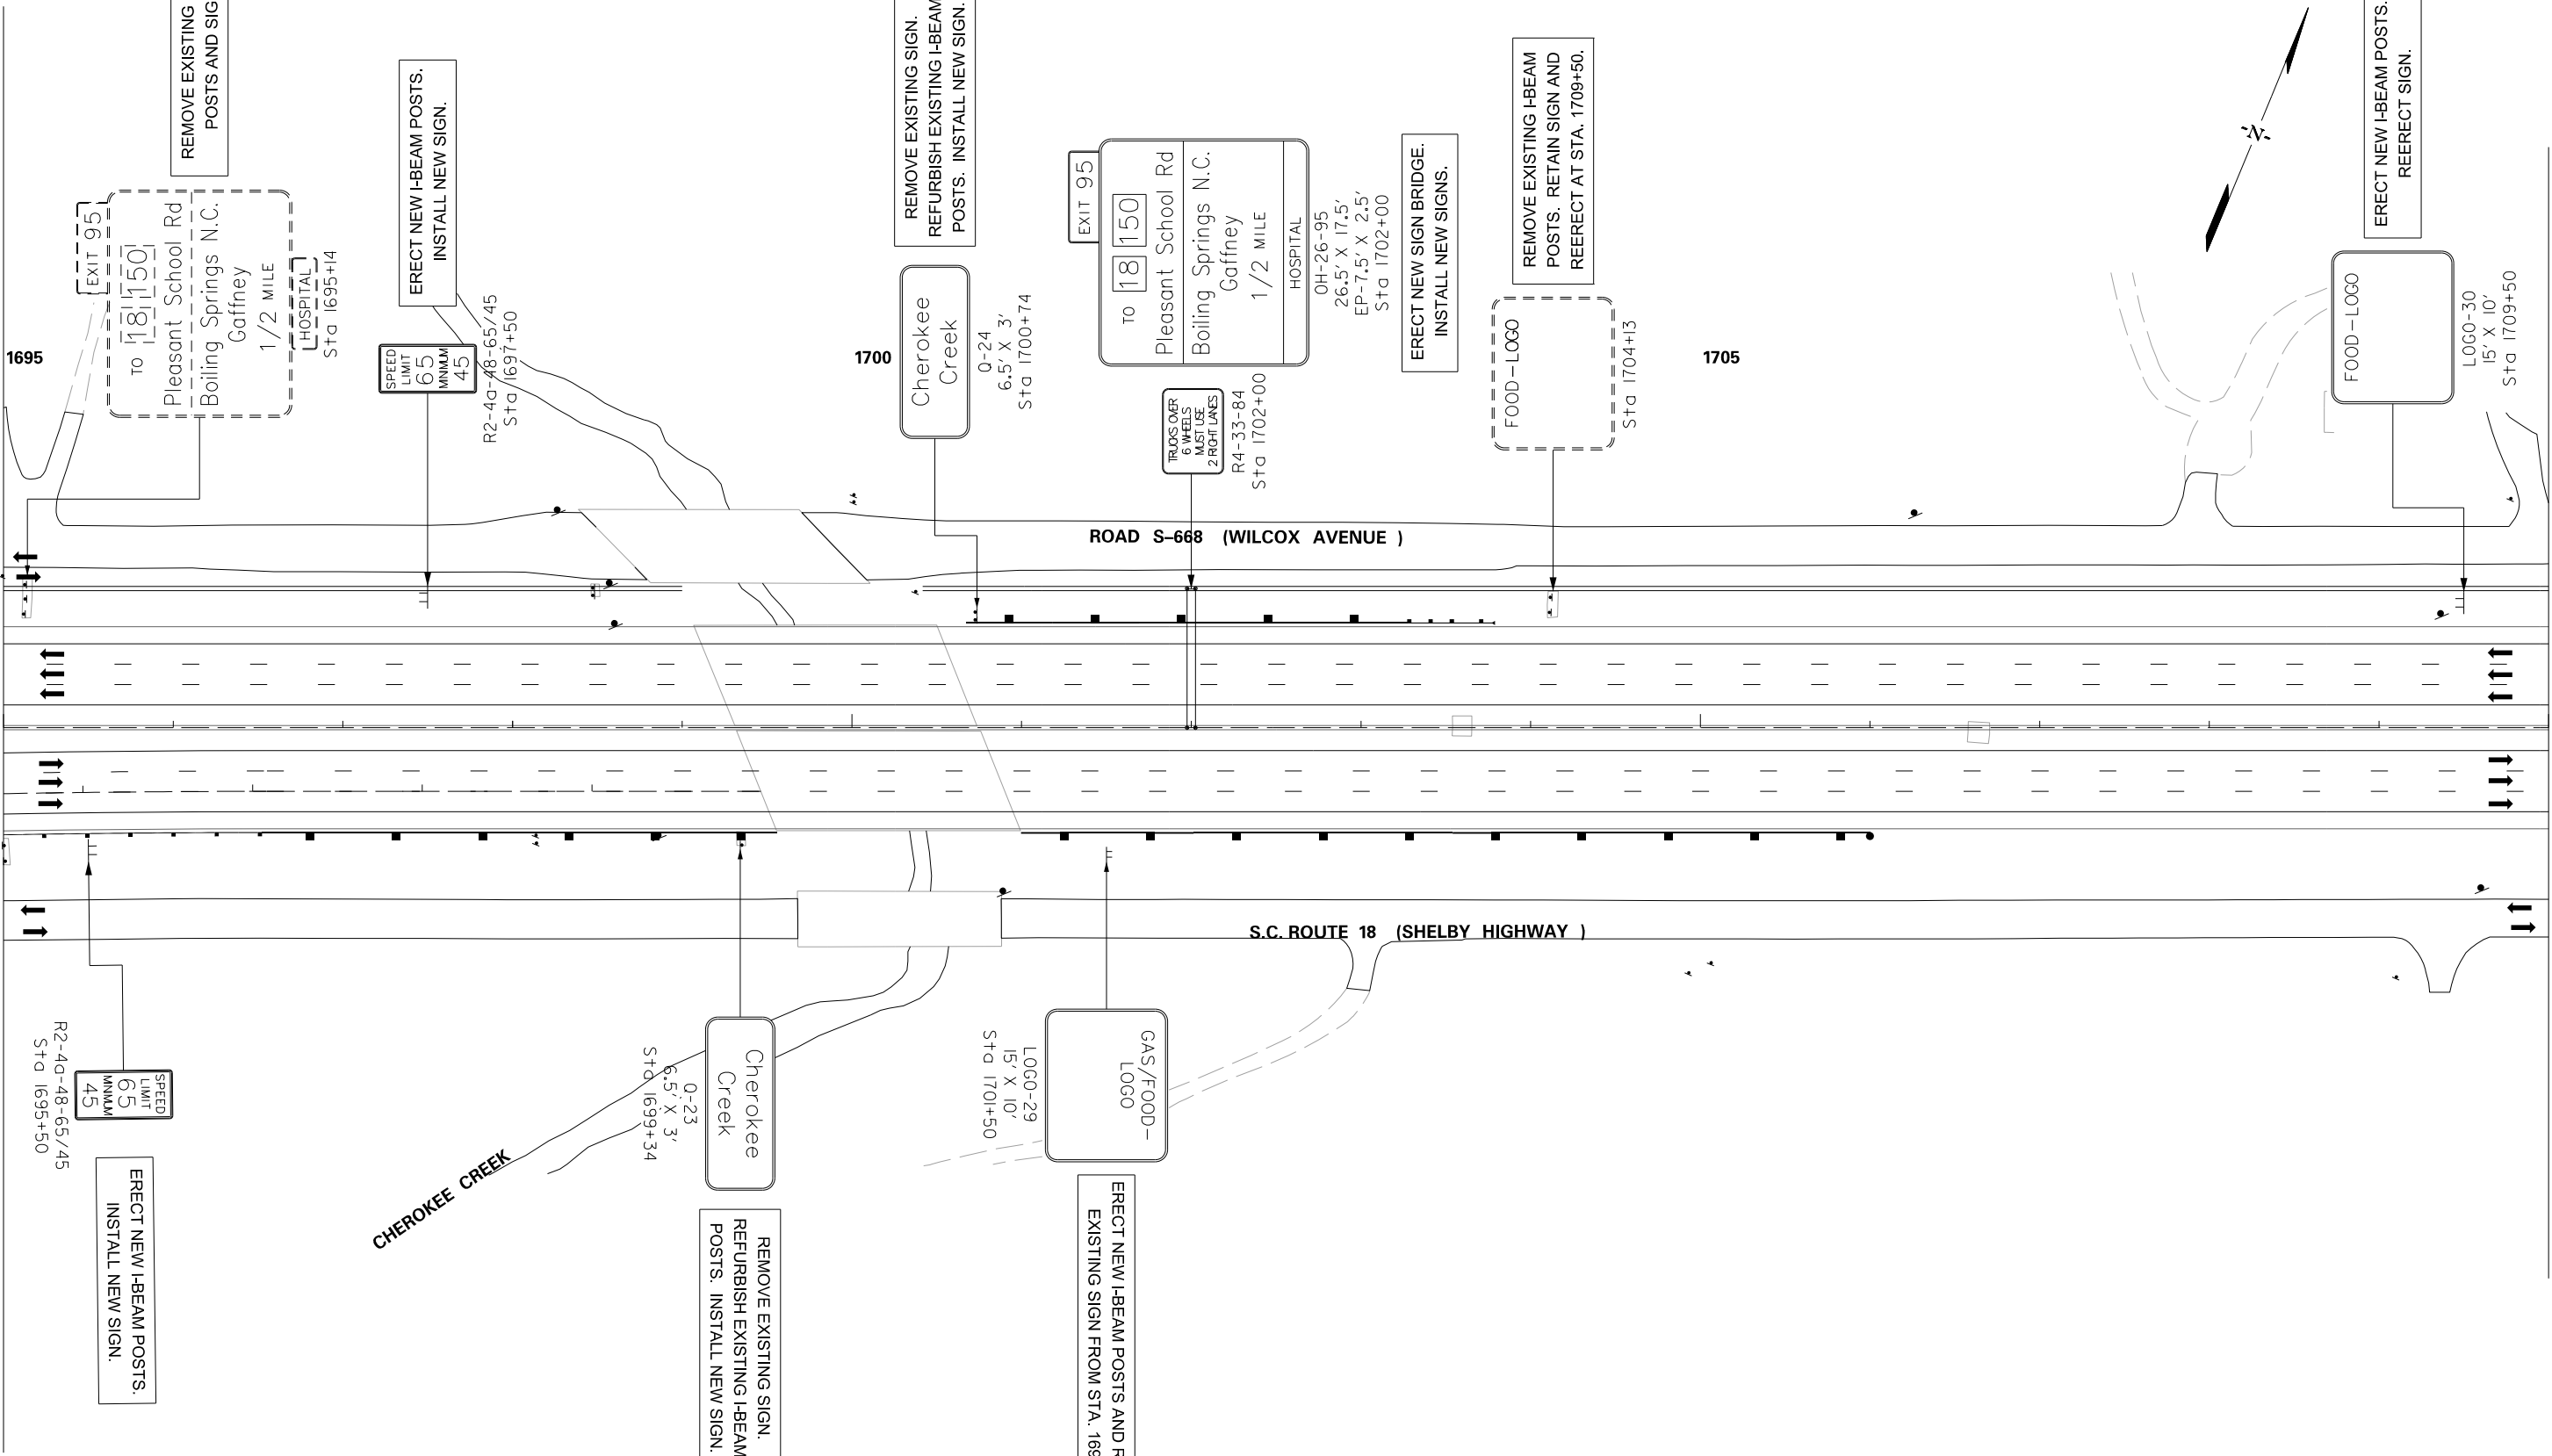 REMOVE EXISTING
POSTS AND SIG
EXIT 95
TO 18 150
Pleasant School Rd
Boiling Springs N.C.
Gaffney
1/2 MILE
HOSPITAL
Sta 1695+14
1695
ERECT NEW I-BEAM POSTS.
INSTALL NEW SIGN.
SPEED
LIMIT
65
MNMUM
45
R2-4a-48-65/45
Sta 1697+50
REMOVE EXISTING SIGN.
REFURBISH EXISTING I-BEAM
POSTS. INSTALL NEW SIGN.
1700
Cherokee
Creek
Q-24
6.5' X 3'
Sta 1700+74
EXIT 95
TO 18 150
Pleasant School Rd
Boiling Springs N.C.
Gaffney
1/2 MILE
HOSPITAL
OH-26-95
26.5' X 17.5'
EP-7.5' X 2.5'
Sta 1702+00
ERECT NEW SIGN BRIDGE.
INSTALL NEW SIGNS.
TRUCKS OVER
6 WHEELS
MUST USE
2 RIGHT LANES
R4-33-84
Sta 1702+00
REMOVE EXISTING I-BEAM
POSTS. RETAIN SIGN AND
REERECT AT STA. 1709+50.
FOOD-LOGO
Sta 1704+13
1705
-N-
ERECT NEW I-BEAM POSTS.
REERECT SIGN.
FOOD-LOGO
LOGO-30
15' X 10'
Sta 1709+50
ROAD S-668 (WILCOX AVENUE )
S.C. ROUTE 18 (SHELBY HIGHWAY )
SPEED
LIMIT
65
MNMUM
45
R2-4a-48-65/45
Sta 1695+50
ERECT NEW I-BEAM POSTS.
INSTALL NEW SIGN.
CHEROKEE CREEK
Cherokee
Creek
Q-23
6.5' X 3'
Sta 1699+34
REMOVE EXISTING SIGN.
REFURBISH EXISTING I-BEAM
POSTS. INSTALL NEW SIGN.
GAS/FOOD-
LOGO
LOGO-29
15' X 10'
Sta 1701+50
ERECT NEW I-BEAM POSTS AND R
EXISTING SIGN FROM STA. 169